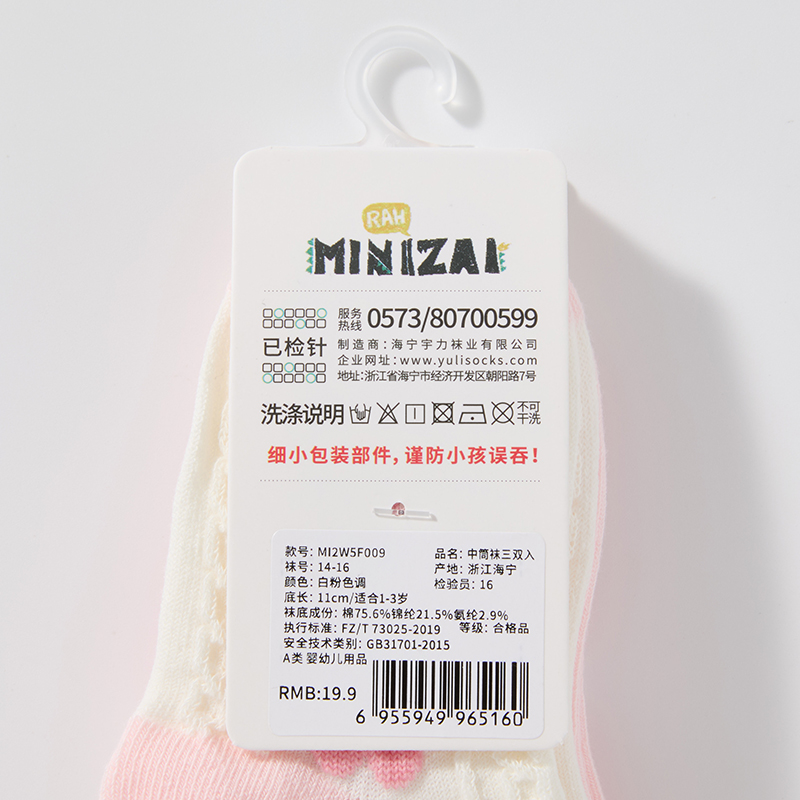 RAW
MINIZAI
服务热线 0573/80700599
已检针
制造商:海宁宇力袜业有限公司
企业网址:www.yulisocks.com
地址:浙江省海宁市经济开发区朝阳路7号
洗涤说明 不可干洗
细小包装部件,谨防小孩误吞!
款号: MI2W5F009 品名: 中筒袜三双入
袜号: 14-16 产地: 浙江海宁
颜色: 白粉色调 检验员: 16
底长: 11cm/适合1-3岁
袜底成份: 棉75.6%锦纶21.5%氨纶2.9%
执行标准: FZ/T 73025-2019 等级: 合格品
安全技术类别: GB31701-2015
A类 婴幼儿用品
RMB:19.9
6 955949 965160